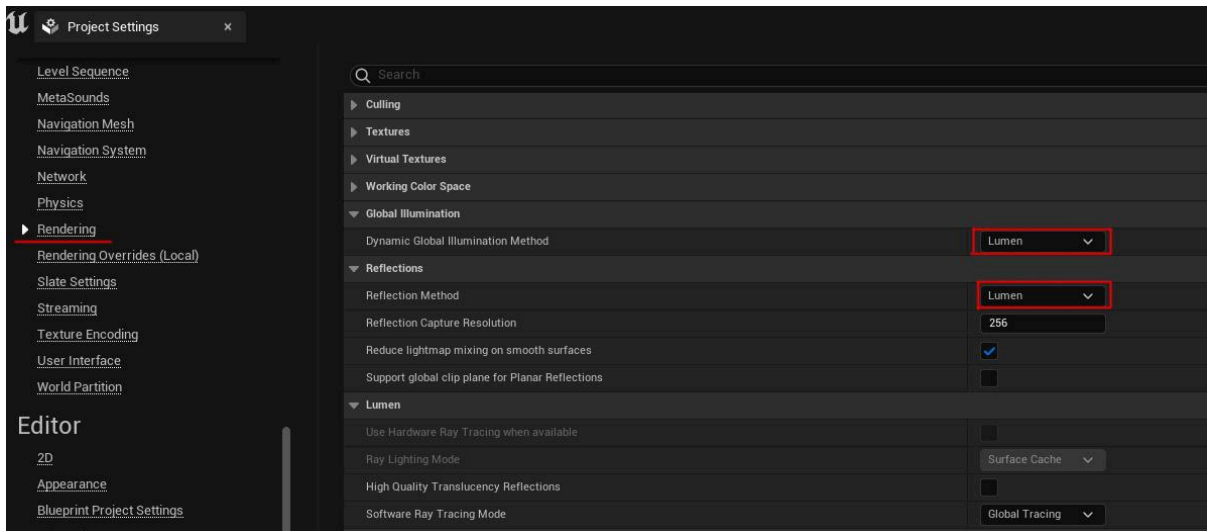 Project Settings
Level Sequence
MetaSounds
Navigation Mesh
Navigation System
Network
Physics
Rendering
Rendering Overrides (Local)
Slate Settings
Streaming
Texture Encoding
User Interface
World Partition
Editor
2D
Appearance
Blueprint Project Settings
Search
Culling
Textures
Virtual Textures
Working Color Space
Global Illumination
Dynamic Global Illumination Method Lumen
Reflections
Reflection Method Lumen
Reflection Capture Resolution 256
Reduce lightmap mixing on smooth surfaces
Support global clip plane for Planar Reflections
Lumen
Use Hardware Ray Tracing when available
Ray Lighting Mode Surface Cache
High Quality Translucency Reflections
Software Ray Tracing Mode Global Tracing